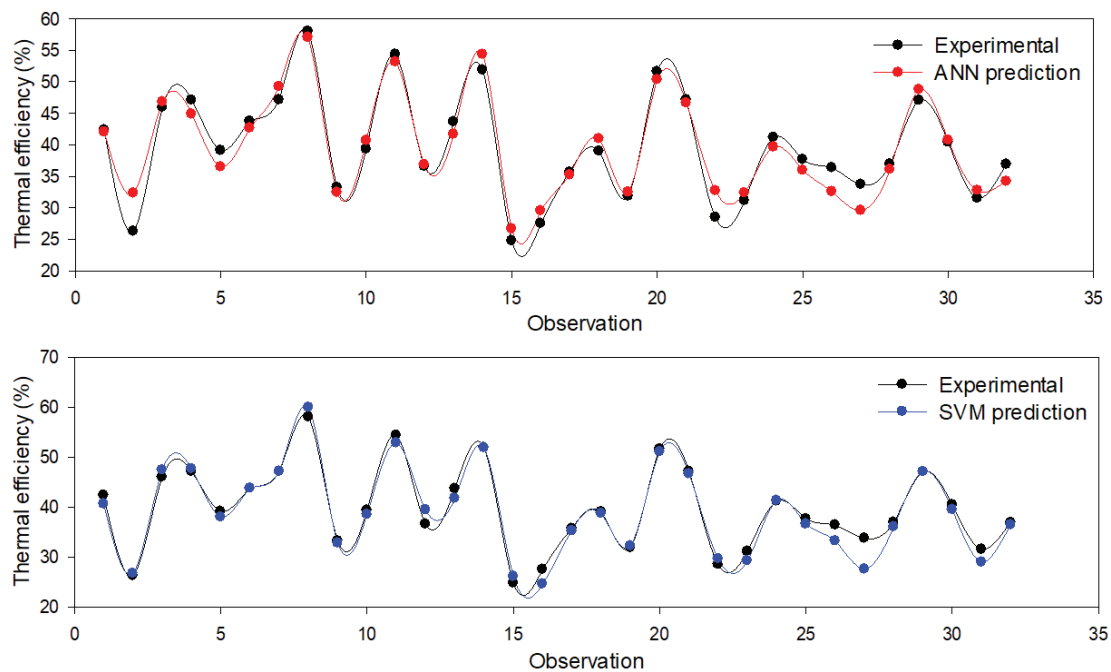 60
55
50
45
40
35
30
25
20
Thermal efficiency (%)
Experimental
ANN prediction
0 5 10 15 20 25 30 35
Observation
70
60
50
40
30
20
Thermal efficiency (%)
Experimental
SVM prediction
0 5 10 15 20 25 30 35
Observation